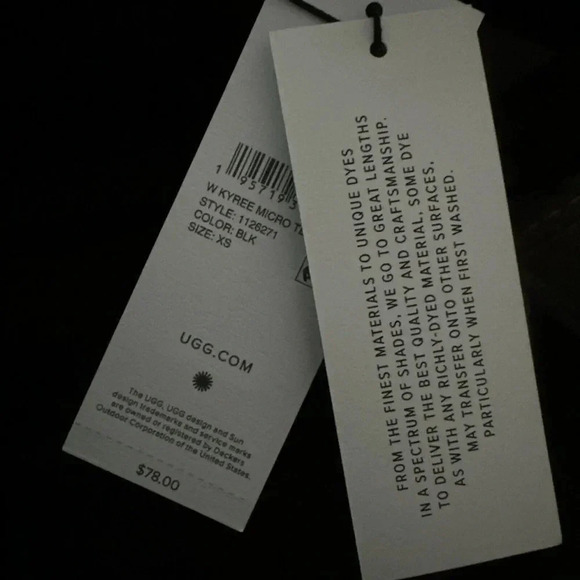 1 95719
W KYREE MICRO
STYLE: 1126271
COLOR: BLK
SIZE: XS
UGG.COM
The UGG, UGG design and Sun
design trademarks and service marks
are owned or registered by Deckers
Outdoor Corporation of the United States.
$78.00
FROM THE FINEST MATERIALS TO UNIQUE DYES
IN A SPECTRUM OF SHADES, WE GO TO GREAT LENGTHS
TO DELIVER THE BEST QUALITY AND CRAFTSMANSHIP.
AS WITH ANY RICHLY-DYED MATERIAL, SOME DYE
MAY TRANSFER ONTO OTHER SURFACES,
PARTICULARLY WHEN FIRST WASHED.